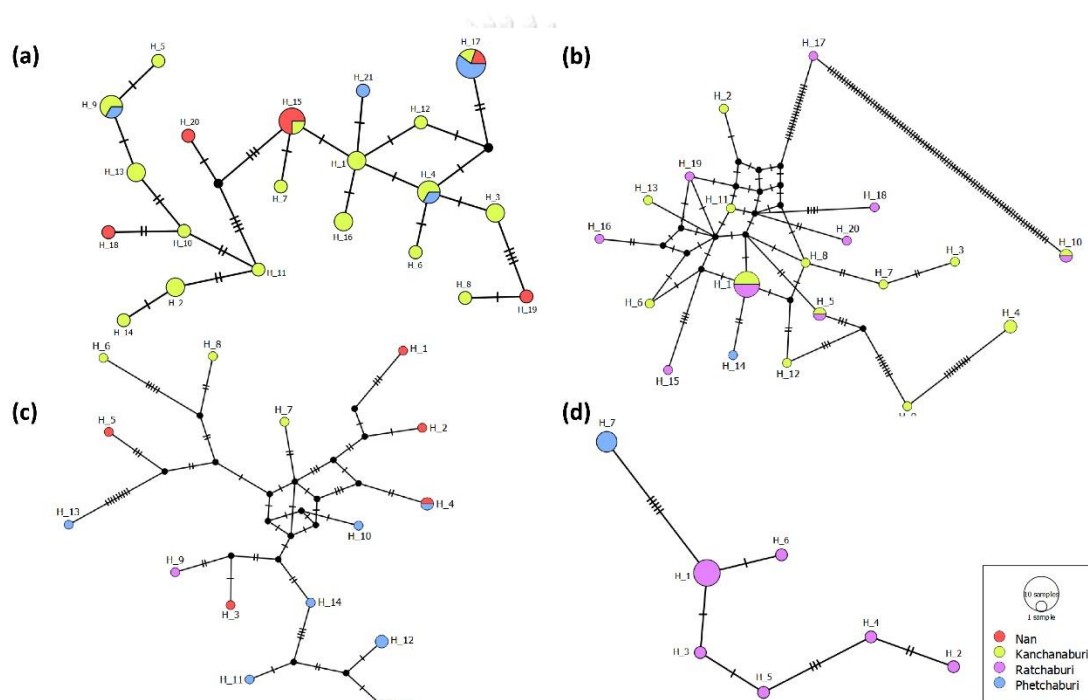 (a)
H_5
H_9
H_13
H_20
H_15
H_21
H_17
H_12
H_1
H_4
H_7
H_3
H_16
H_10
H_18
H_11
H_6
H_2
H_8
H_14
H_19
(b)
H_17
H_2
H_19
H_13
H_11
H_18
H_16
H_20
H_10
H_8
H_3
H_7
H_1
H_6
H_5
H_4
H_15
H_14
H_12
(c)
H_6
H_8
H_1
H_7
H_5
H_2
H_4
H_13
H_10
H_9
H_3
H_14
H_12
H_11
(d)
H_7
H_6
H_1
H_4
H_3
H_2
H_5
10 samples
1 sample
Nan
Kanchanaburi
Ratchaburi
Phetchaburi